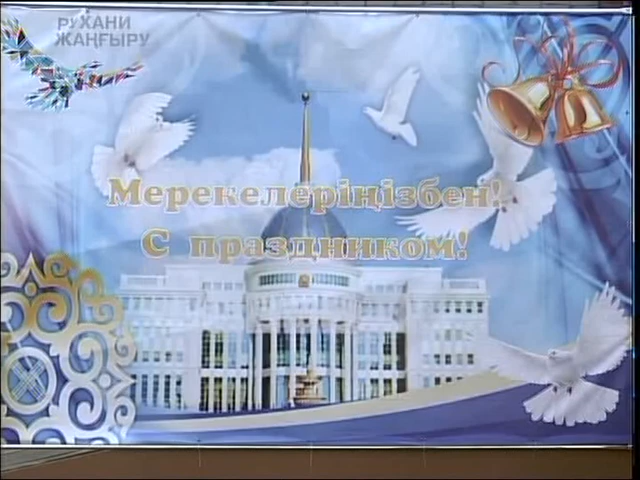 РУХАНИ
ЖАҢҒЫРУ
Мерекелеріңізбен!
С праздником!